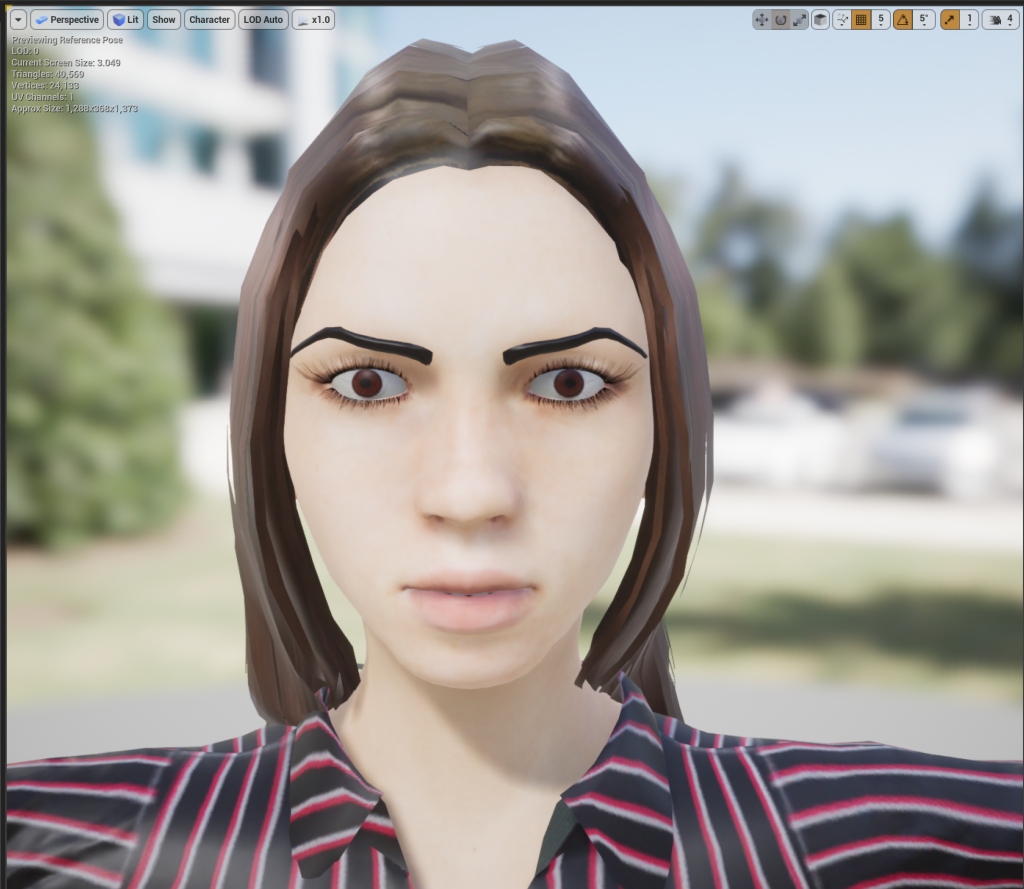 Perspective Lit Show Character LOD Auto x1.0 5 5° 1 4
Previewing Reference Pose
LOD: 0
Current Screen Size: 3.049
Triangles: 40,569
Vertices: 24,133
UV Channels: 1
Approx Size: 1,288x368x1,373